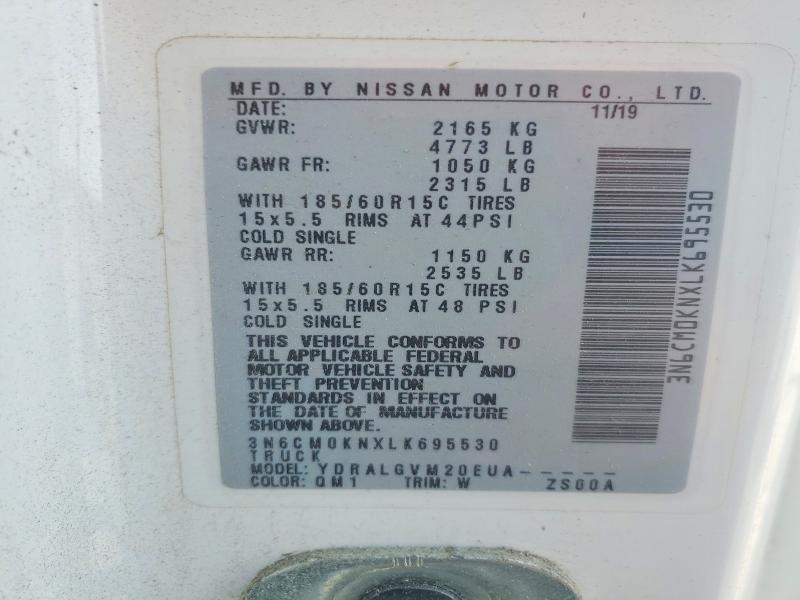 MFD. BY NISSAN MOTOR CO., LTD.
DATE: 11/19
GVWR: 2165 KG
4773 LB
GAWR FR: 1050 KG
2315 LB
WITH 185/60R15C TIRES
15x5.5 RIMS AT 44PSI
COLD SINGLE
GAWR RR: 1150 KG
2535 LB
WITH 185/60R15C TIRES
15x5.5 RIMS AT 48 PSI
COLD SINGLE
THIS VEHICLE CONFORMS TO
ALL APPLICABLE FEDERAL
MOTOR VEHICLE SAFETY AND
THEFT PREVENTION
STANDARDS IN EFFECT ON
THE DATE OF MANUFACTURE
SHOWN ABOVE.
3N6CM0KNXLK695530
TRUCK
MODEL: YDRALGVM20EUA-----
COLOR: QM1 TRIM: W ZS00A
3N6CM0KNXLK695530